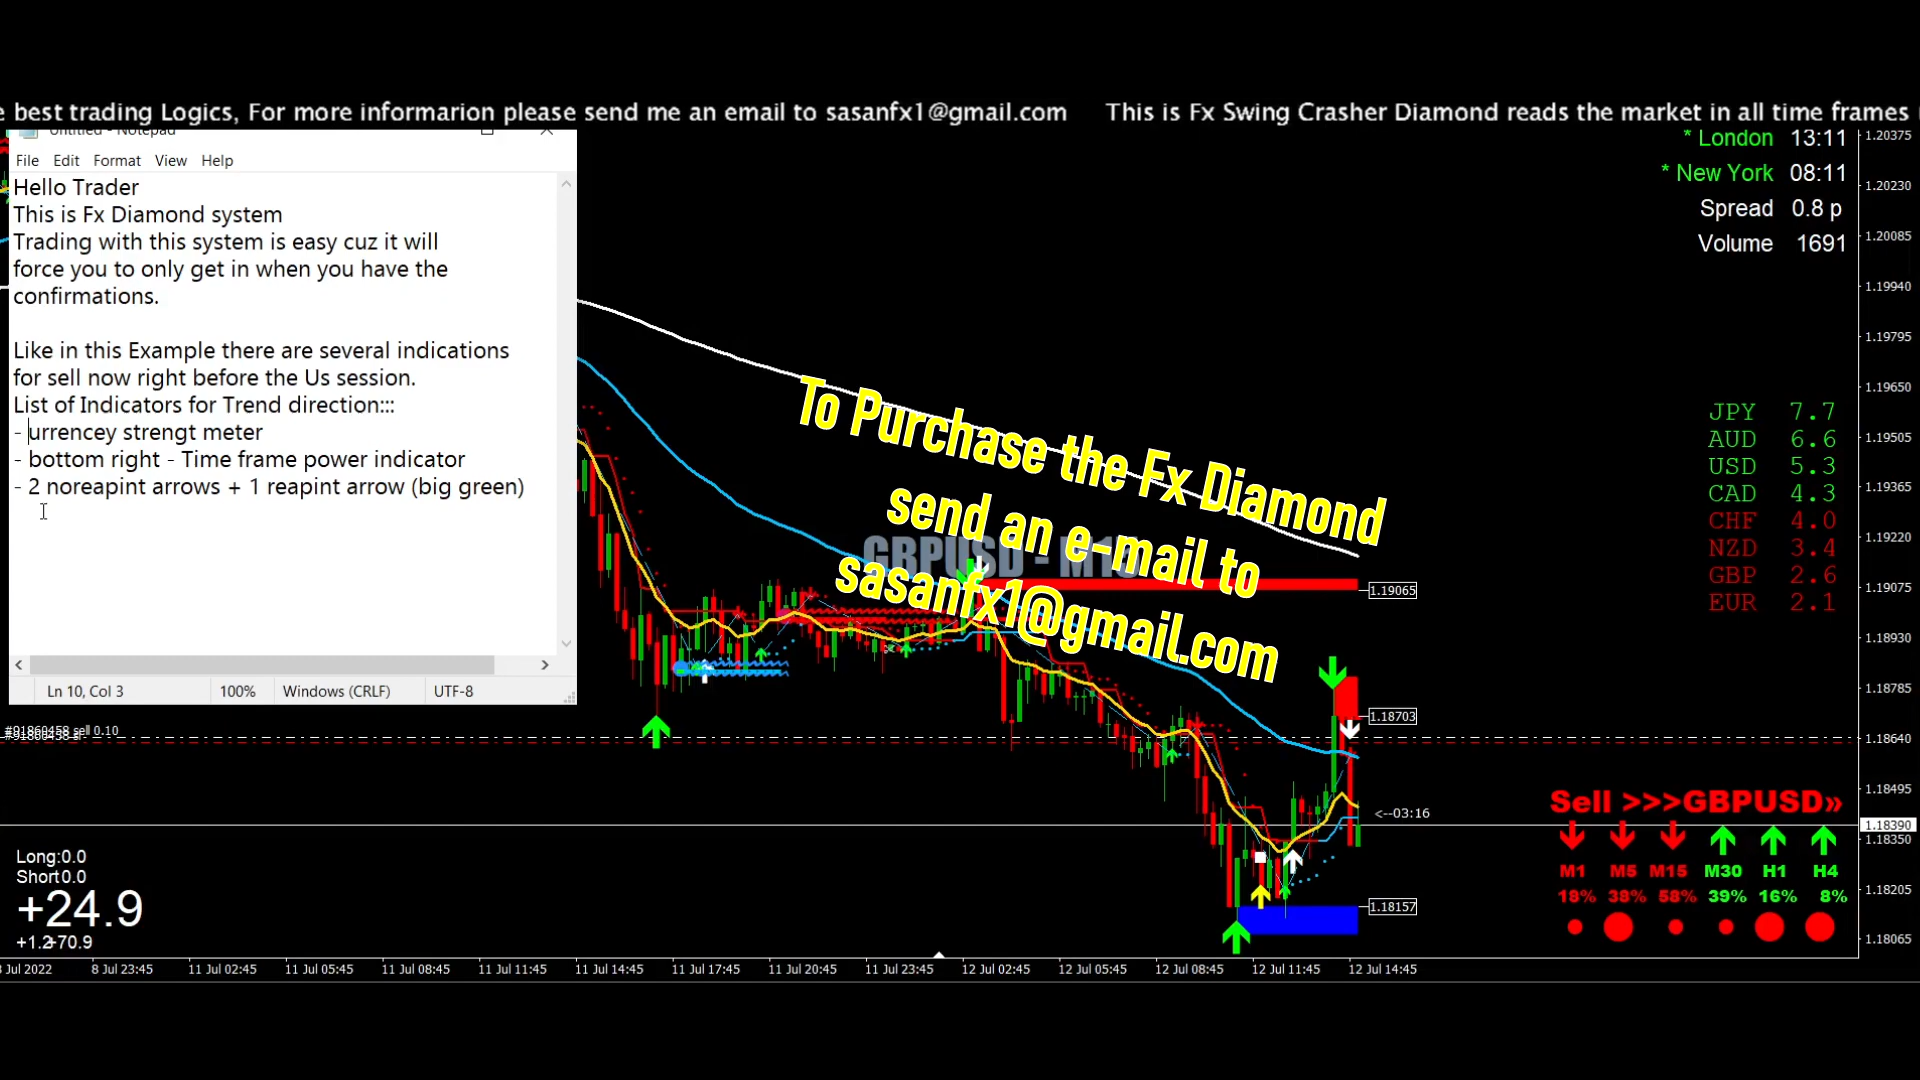 e best trading Logics, For more informarion please send me an email to sasanfx1@gmail.com     This is Fx Swing Crasher Diamond reads the market in all time frames
Untitled - Notepad
File Edit Format View Help
Hello Trader
This is Fx Diamond system
Trading with this system is easy cuz it will
force you to only get in when you have the
confirmations.
Like in this Example there are several indications
for sell now right before the Us session.
List of Indicators for Trend direction:::
- urrencey strengt meter
- bottom right - Time frame power indicator
- 2 noreapint arrows + 1 reapint arrow (big green)
Ln 10, Col 3 100% Windows (CRLF) UTF-8
* London 13:11
* New York 08:11
Spread 0.8 p
Volume 1691
To Purchase the Fx Diamond
send an e-mail to
sasanfx1@gmail.com
GBPUSD - M15
JPY 7.7
AUD 6.6
USD 5.3
CAD 4.3
CHF 4.0
NZD 3.4
GBP 2.6
EUR 2.1
1.20375
1.20230
1.20085
1.19940
1.19795
1.19650
1.19505
1.19365
1.19220
1.19075
1.18930
1.18785
1.18640
1.18495
1.18390
1.18350
1.18205
1.18065
1.19065
1.18703
1.18157
<--03:16
#91860458 sell 0.10
Sell >>>GBPUSD»
M1 M5 M15 M30 H1 H4
18% 38% 58% 39% 16% 8%
Long:0.0
Short0.0
+24.9
+70.9
Jul 2022 8 Jul 23:45 11 Jul 02:45 11 Jul 05:45 11 Jul 08:45 11 Jul 11:45 11 Jul 14:45 11 Jul 17:45 11 Jul 20:45 11 Jul 23:45 12 Jul 02:45 12 Jul 05:45 12 Jul 08:45 12 Jul 11:45 12 Jul 14:45